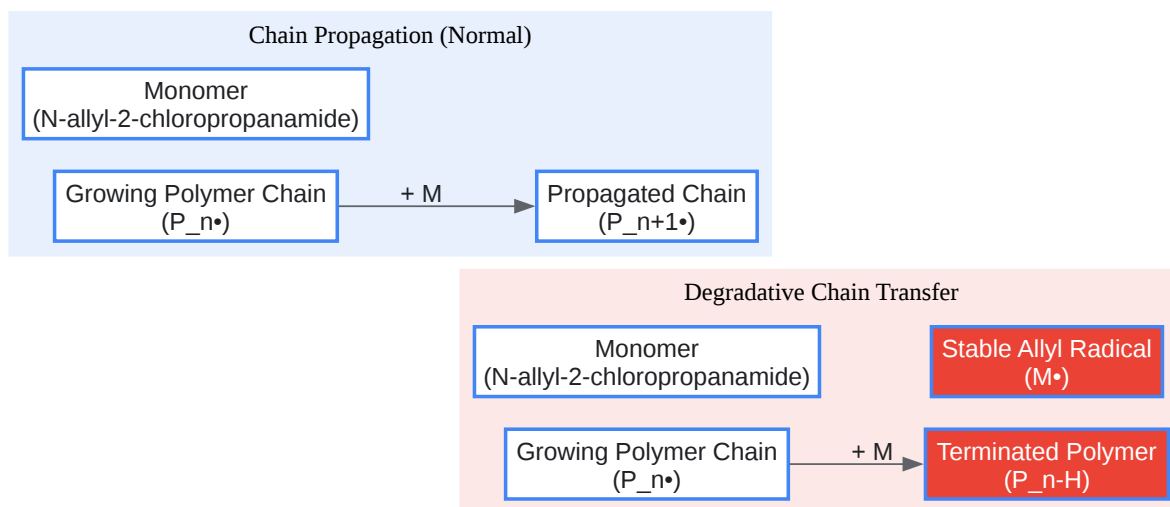 Chain Propagation (Normal)
Monomer
(N-allyl-2-chloropropanamide)
Growing Polymer Chain
(P_n•)
+ M
Propagated Chain
(P_n+1•)
Degradative Chain Transfer
Monomer
(N-allyl-2-chloropropanamide)
Stable Allyl Radical
(M•)
Growing Polymer Chain
(P_n•)
+ M
Terminated Polymer
(P_n-H)